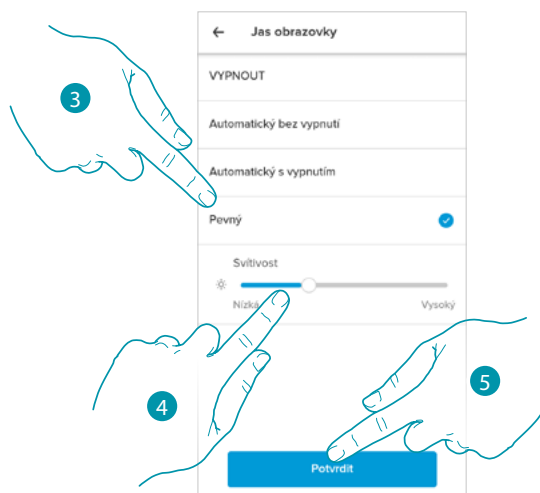 ← Jas obrazovky
VYPNOUT
3
Automatický bez vypnutí
Automatický s vypnutím
Pevný
Svítivost
Nízká
Vysoký
4
5
Potvrdit